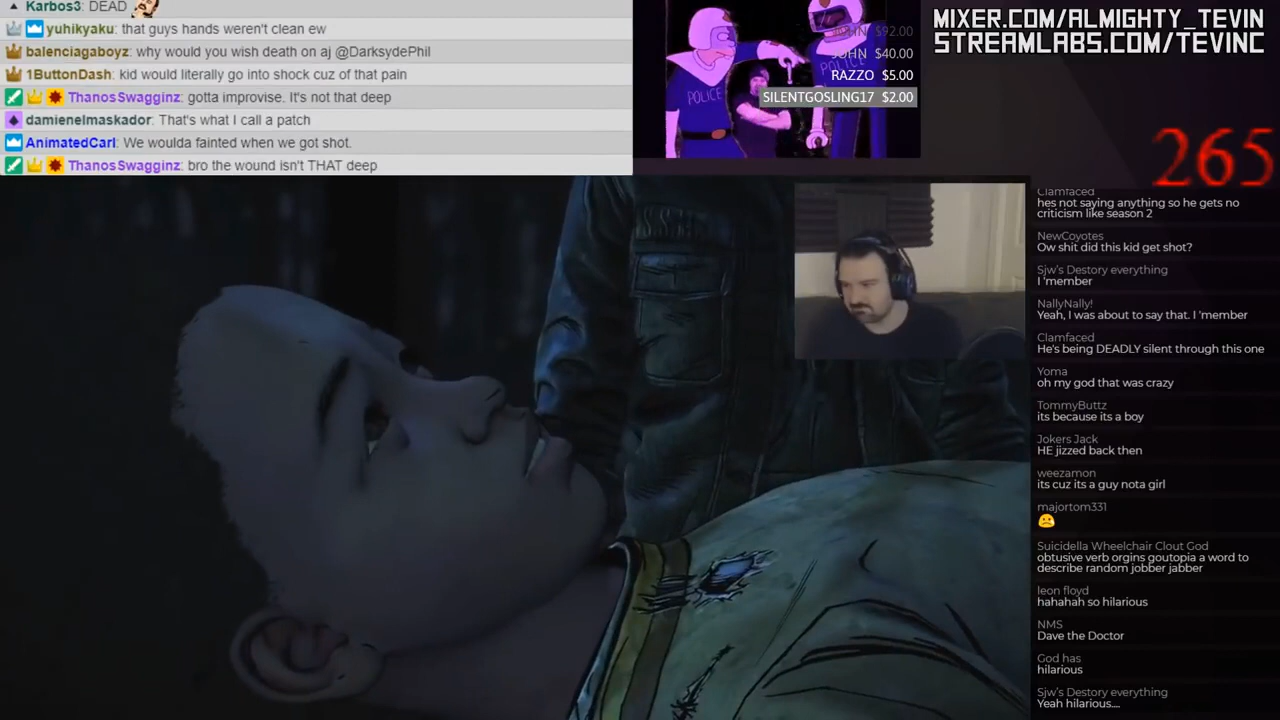 Karbos3: DEAD
yuhikyaku: that guys hands weren't clean ew
balenciagaboyz: why would you wish death on aj @DarksydePhil
1ButtonDash: kid would literally go into shock cuz of that pain
ThanosSwagginz: gotta improvise. It's not that deep
damienelmaskador: That's what I call a patch
AnimatedCarl: We woulda fainted when we got shot.
ThanosSwagginz: bro the wound isn't THAT deep
POLICE
POLICE
$92.00
JOHN $40.00
RAZZO $5.00
SILENTGOSLING17 $2.00
MIXER.COM/ALMIGHTY_TEVIN
STREAMLABS.COM/TEVINC
265
Clamfaced
hes not saying anything so he gets no
criticism like season 2
NewCoyotes
Ow shit did this kid get shot?
Sjw's Destory everything
I 'member
NallyNally!
Yeah, I was about to say that. I 'member
Clamfaced
He's being DEADLY silent through this one
Yoma
oh my god that was crazy
TommyButtz
its because its a boy
Jokers Jack
HE jizzed back then
weezamon
its cuz its a guy nota girl
majortom331
Suicidella Wheelchair Clout God
obtusive verb orgins goutopia a word to
describe random jobber jabber
leon floyd
hahahah so hilarious
NMS
Dave the Doctor
God has
hilarious
Sjw's Destory everything
Yeah hilarious....